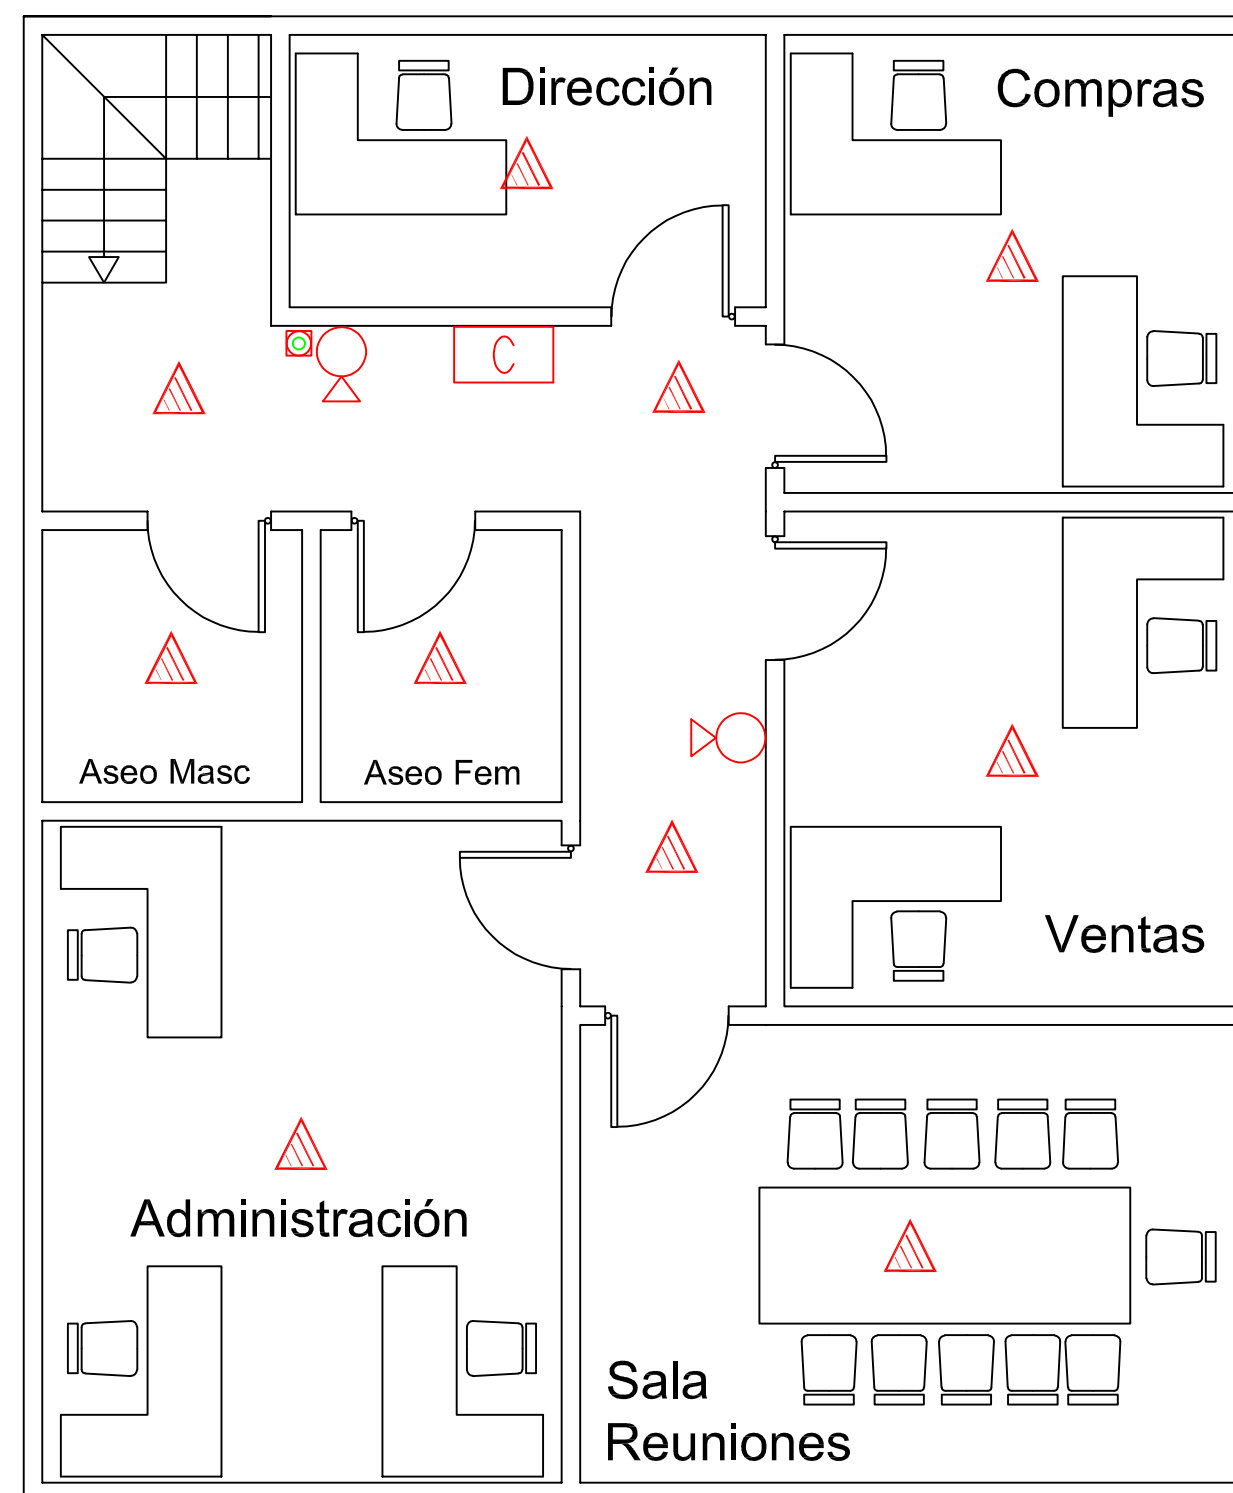 Dirección
Compras
C
Aseo Masc
Aseo Fem
Ventas
Administración
Sala
Reuniones